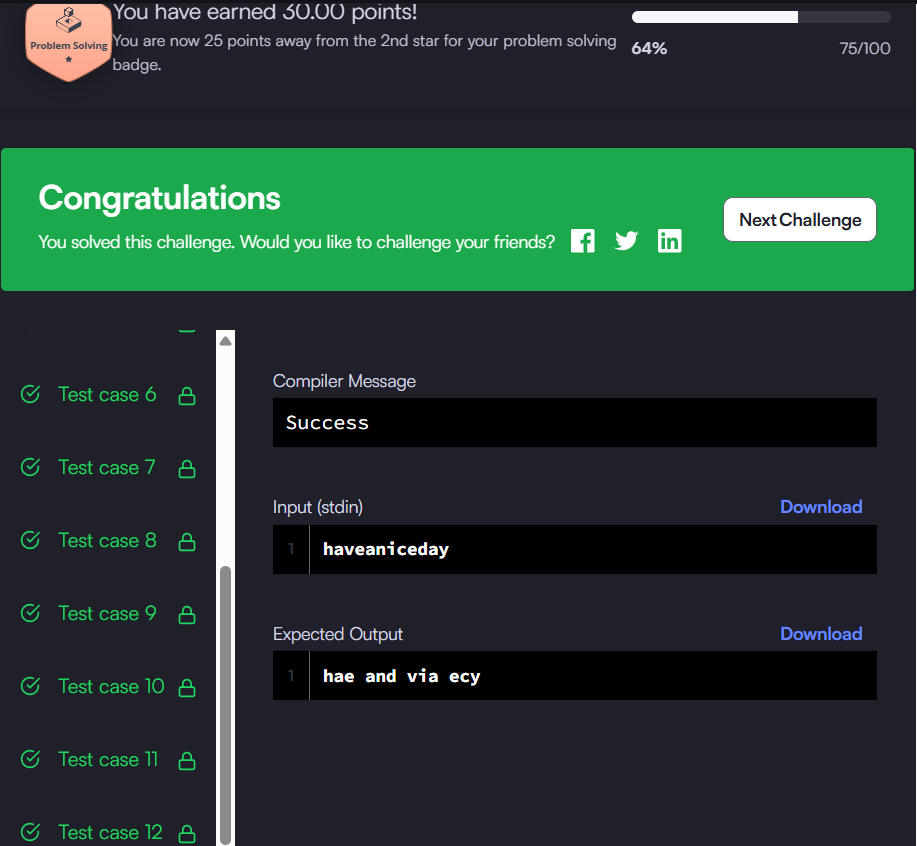 You have earned 30.00 points!
Problem Solving
You are now 25 points away from the 2nd star for your problem solving
badge.
64%
75/100
Congratulations
You solved this challenge. Would you like to challenge your friends?
Next Challenge
Test case 6
Test case 7
Test case 8
Test case 9
Test case 10
Test case 11
Test case 12
Compiler Message
Success
Input (stdin)
Download
1 haveaniceday
Expected Output
Download
1 hae and via ecy